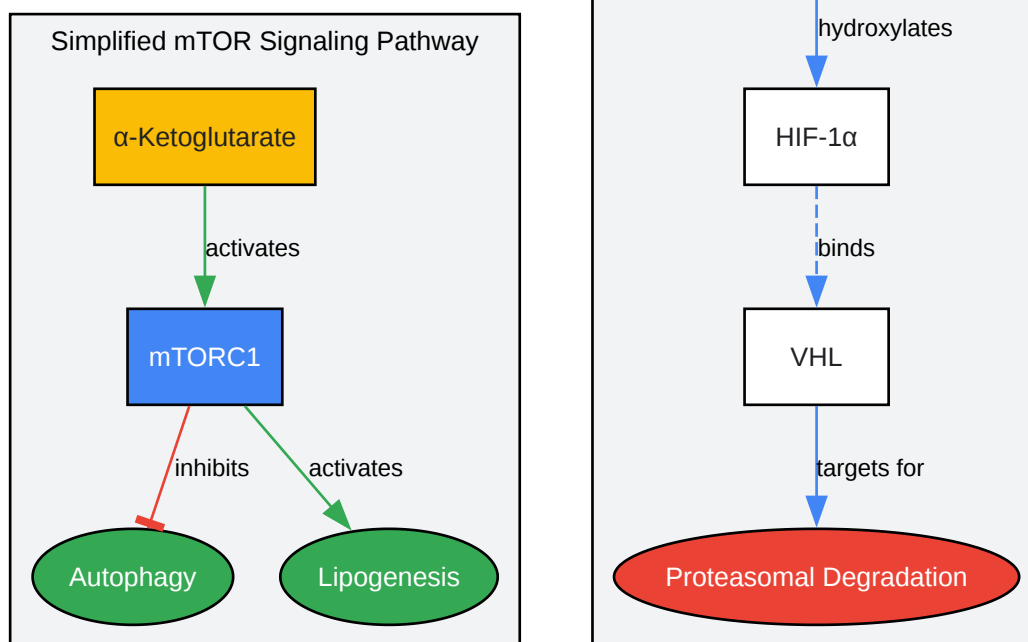 Simplified mTOR Signaling Pathway
α-Ketoglutarate
activates
mTORC1
inhibits
activates
Autophagy
Lipogenesis
hydroxylates
HIF-1α
binds
VHL
targets for
Proteasomal Degradation